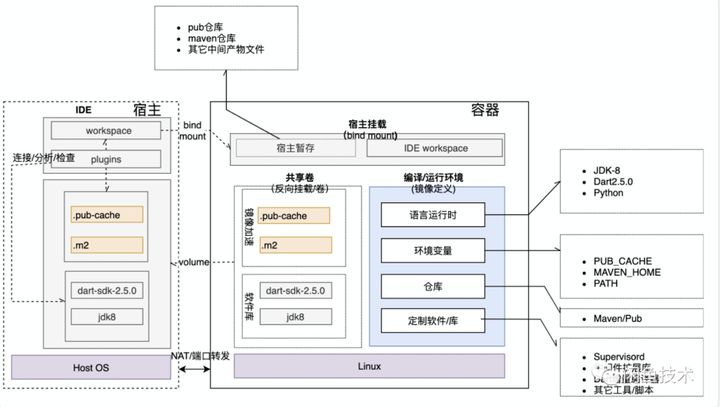 pub仓库
maven仓库
其它中间产物文件
IDE
宿主
workspace
plugins
连接/分析/检查
.pub-cache
.m2
dart-sdk-2.5.0
jdk8
Host OS
bind
mount
volume
NAT/端口转发
容器
宿主挂载
(bind mount)
宿主暂存
IDE workspace
共享卷
(反向挂载/卷)
镜像加速
.pub-cache
.m2
软件库
dart-sdk-2.5.0
jdk8
编译/运行环境
(镜像定义)
语言运行时
环境变量
仓库
定制软件/库
Linux
JDK-8
Dart2.5.0
Python
PUB_CACHE
MAVEN_HOME
PATH
Maven/Pub
Supervisord
扩展库
其它工具/脚本
技术